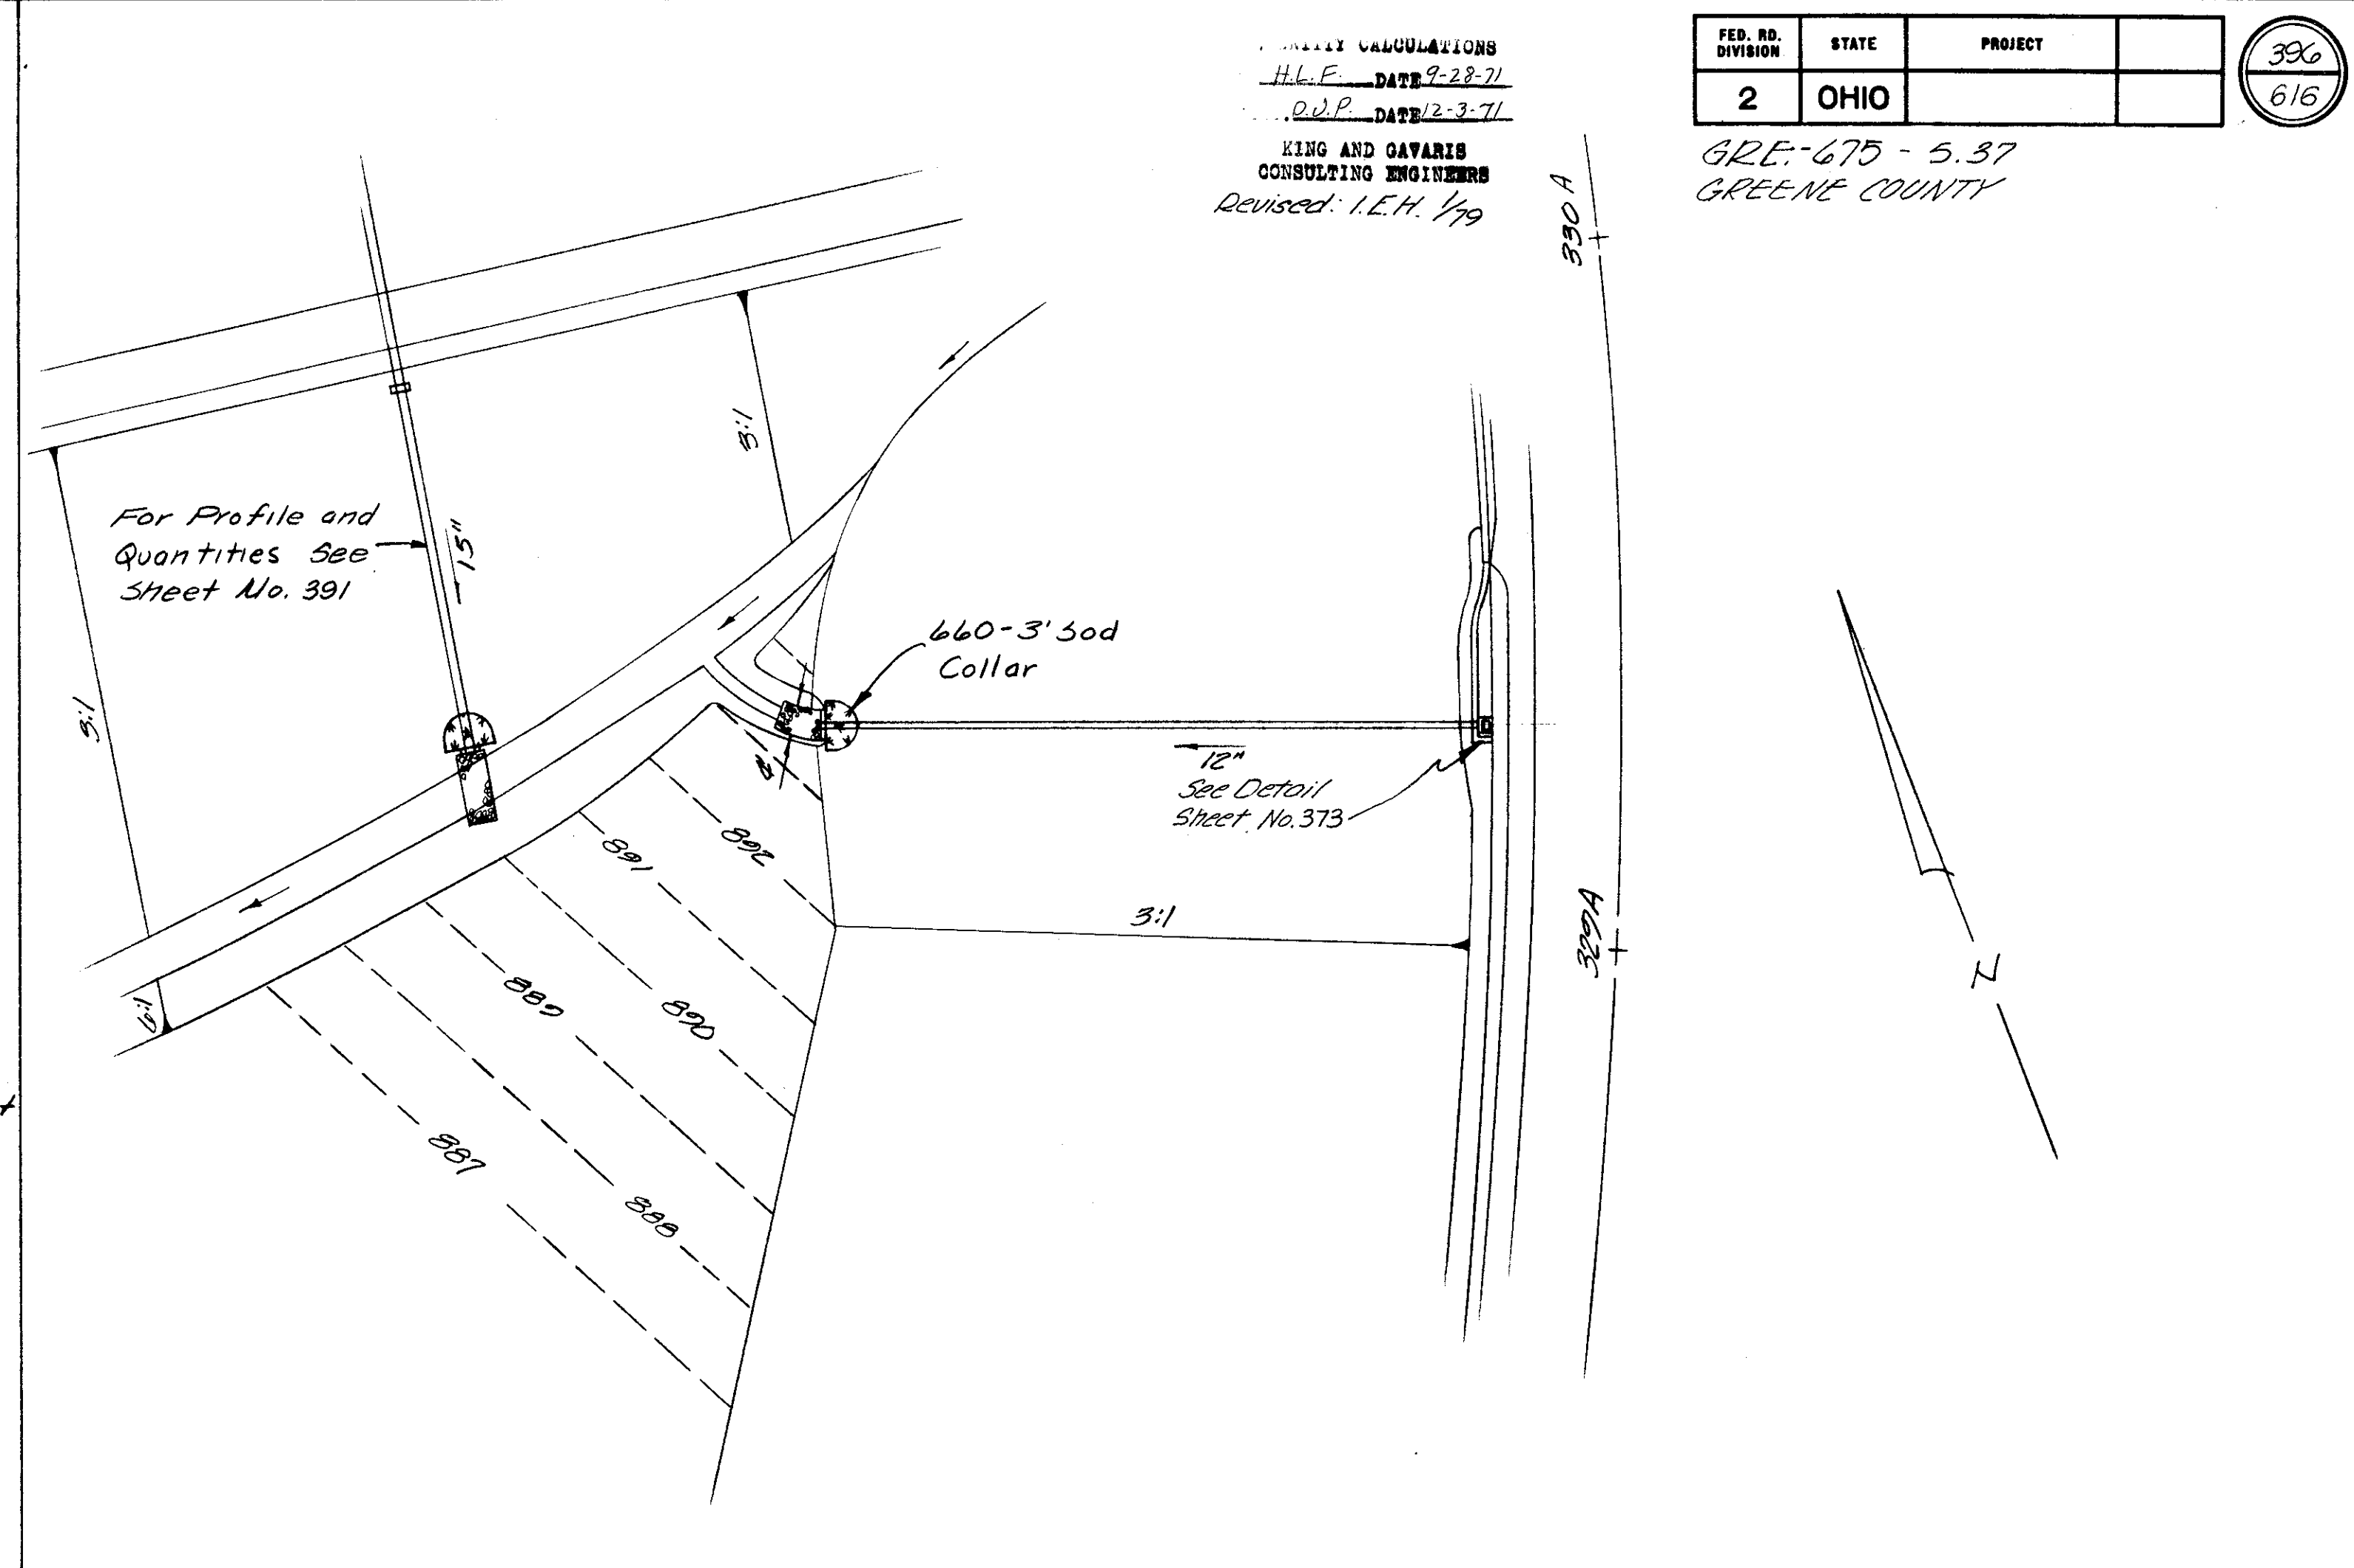 CALCULATIONS
H.L.F. DATE 9-28-71
D.J.P. DATE 12-3-71
KING AND GAVARIS
CONSULTING ENGINEERS
Revised: I.E.H. 1/79
FED. RD. DIVISION STATE PROJECT
2 OHIO
396
616
GRE.-675-5.37
GREENE COUNTY
330 A
3:1
For Profile and
Quantities See
Sheet No. 391
15"
660-3' Sod
Collar
3:1
12"
See Detail
Sheet No. 373
892
891
3:1
329A
890
889
6:1
887
888